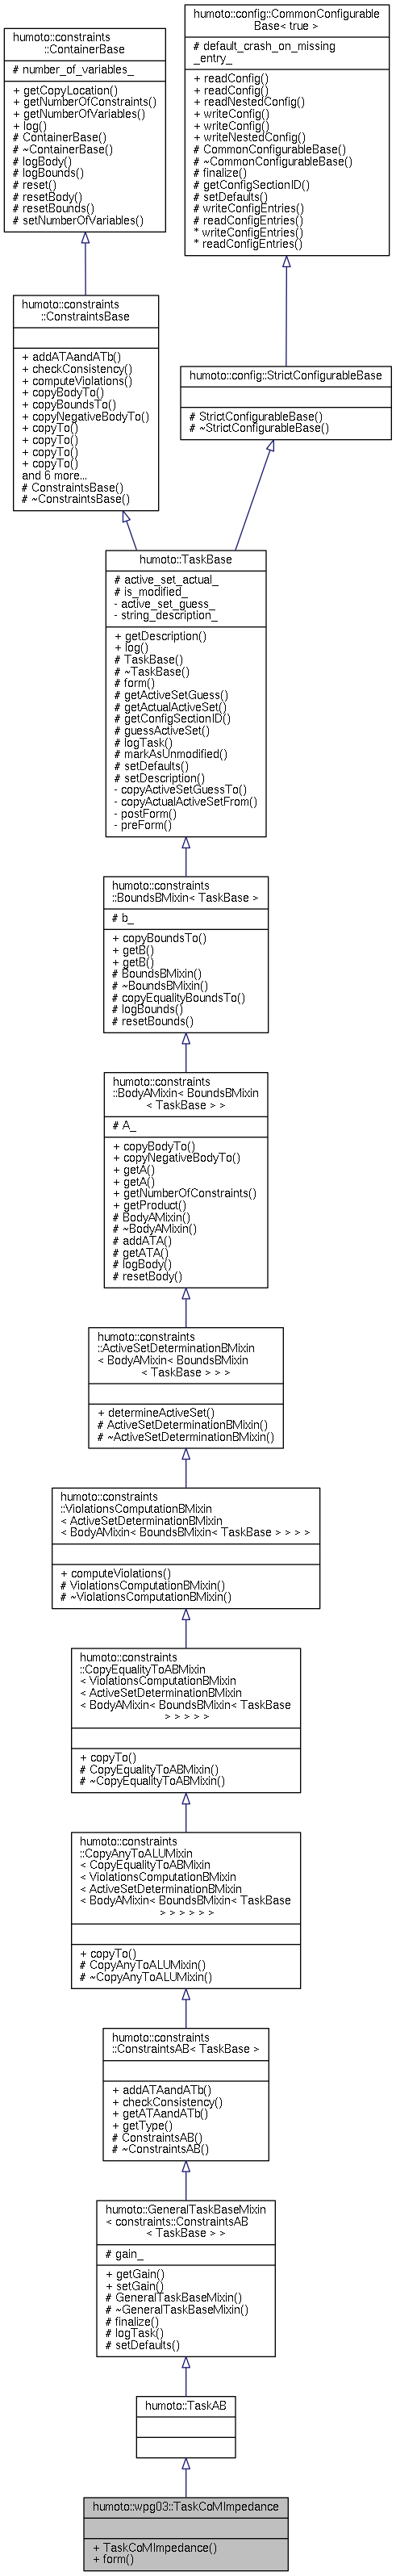 humoto::constraints
::ContainerBase
# number_of_variables_
+ getCopyLocation()
+ getNumberOfConstraints()
+ getNumberOfVariables()
+ log()
# ContainerBase()
# ~ContainerBase()
# logBody()
# logBounds()
# reset()
# resetBody()
# resetBounds()
# setNumberOfVariables()
humoto::config::CommonConfigurable
Base< true >
# default_crash_on_missing
_entry_
+ readConfig()
+ readConfig()
+ readNestedConfig()
+ writeConfig()
+ writeConfig()
+ writeNestedConfig()
# CommonConfigurableBase()
# ~CommonConfigurableBase()
# finalize()
# getConfigSectionID()
# setDefaults()
# writeConfigEntries()
# readConfigEntries()
* writeConfigEntries()
* readConfigEntries()
humoto::constraints
::ConstraintsBase
+ addATAandATb()
+ checkConsistency()
+ computeViolations()
+ copyBodyTo()
+ copyBoundsTo()
+ copyNegativeBodyTo()
+ copyTo()
+ copyTo()
+ copyTo()
+ copyTo()
and 6 more...
# ConstraintsBase()
# ~ConstraintsBase()
humoto::config::StrictConfigurableBase
# StrictConfigurableBase()
# ~StrictConfigurableBase()
humoto::TaskBase
# active_set_actual_
# is_modified_
- active_set_guess_
- string_description_
+ getDescription()
+ log()
# TaskBase()
# ~TaskBase()
# form()
# getActiveSetGuess()
# getActualActiveSet()
# getConfigSectionID()
# guessActiveSet()
# logTask()
# markAsUnmodified()
# setDefaults()
# setDescription()
- copyActiveSetGuessTo()
- copyActualActiveSetFrom()
- postForm()
- preForm()
humoto::constraints
::BoundsBMixin< TaskBase >
# b_
+ copyBoundsTo()
+ getB()
+ getB()
# BoundsBMixin()
# ~BoundsBMixin()
# copyEqualityBoundsTo()
# logBounds()
# resetBounds()
humoto::constraints
::BodyAMixin< BoundsBMixin
< TaskBase > >
# A_
+ copyBodyTo()
+ copyNegativeBodyTo()
+ getA()
+ getA()
+ getNumberOfConstraints()
+ getProduct()
# BodyAMixin()
# ~BodyAMixin()
# addATA()
# getATA()
# logBody()
# resetBody()
humoto::constraints
::ActiveSetDeterminationBMixin
< BodyAMixin< BoundsBMixin
< TaskBase > > >
+ determineActiveSet()
# ActiveSetDeterminationBMixin()
# ~ActiveSetDeterminationBMixin()
humoto::constraints
::ViolationsComputationBMixin
< ActiveSetDeterminationBMixin
< BodyAMixin< BoundsBMixin< TaskBase > > > >
+ computeViolations()
# ViolationsComputationBMixin()
# ~ViolationsComputationBMixin()
humoto::constraints
::CopyEqualityToABMixin
< ViolationsComputationBMixin
< ActiveSetDeterminationBMixin
< BodyAMixin< BoundsBMixin< TaskBase
> > > > >
+ copyTo()
# CopyEqualityToABMixin()
# ~CopyEqualityToABMixin()
humoto::constraints
::CopyAnyToALUMixin
< CopyEqualityToABMixin
< ViolationsComputationBMixin
< ActiveSetDeterminationBMixin
< BodyAMixin< BoundsBMixin< TaskBase
> > > > > >
+ copyTo()
# CopyAnyToALUMixin()
# ~CopyAnyToALUMixin()
humoto::constraints
::ConstraintsAB< TaskBase >
+ addATAandATb()
+ checkConsistency()
+ getATAandATb()
+ getType()
# ConstraintsAB()
# ~ConstraintsAB()
humoto::GeneralTaskBaseMixin
< constraints::ConstraintsAB
< TaskBase > >
# gain_
+ getGain()
+ setGain()
# GeneralTaskBaseMixin()
# ~GeneralTaskBaseMixin()
# finalize()
# logTask()
# setDefaults()
humoto::TaskAB
humoto::wpg03::TaskCoMImpedance
+ TaskCoMImpedance()
+ form()